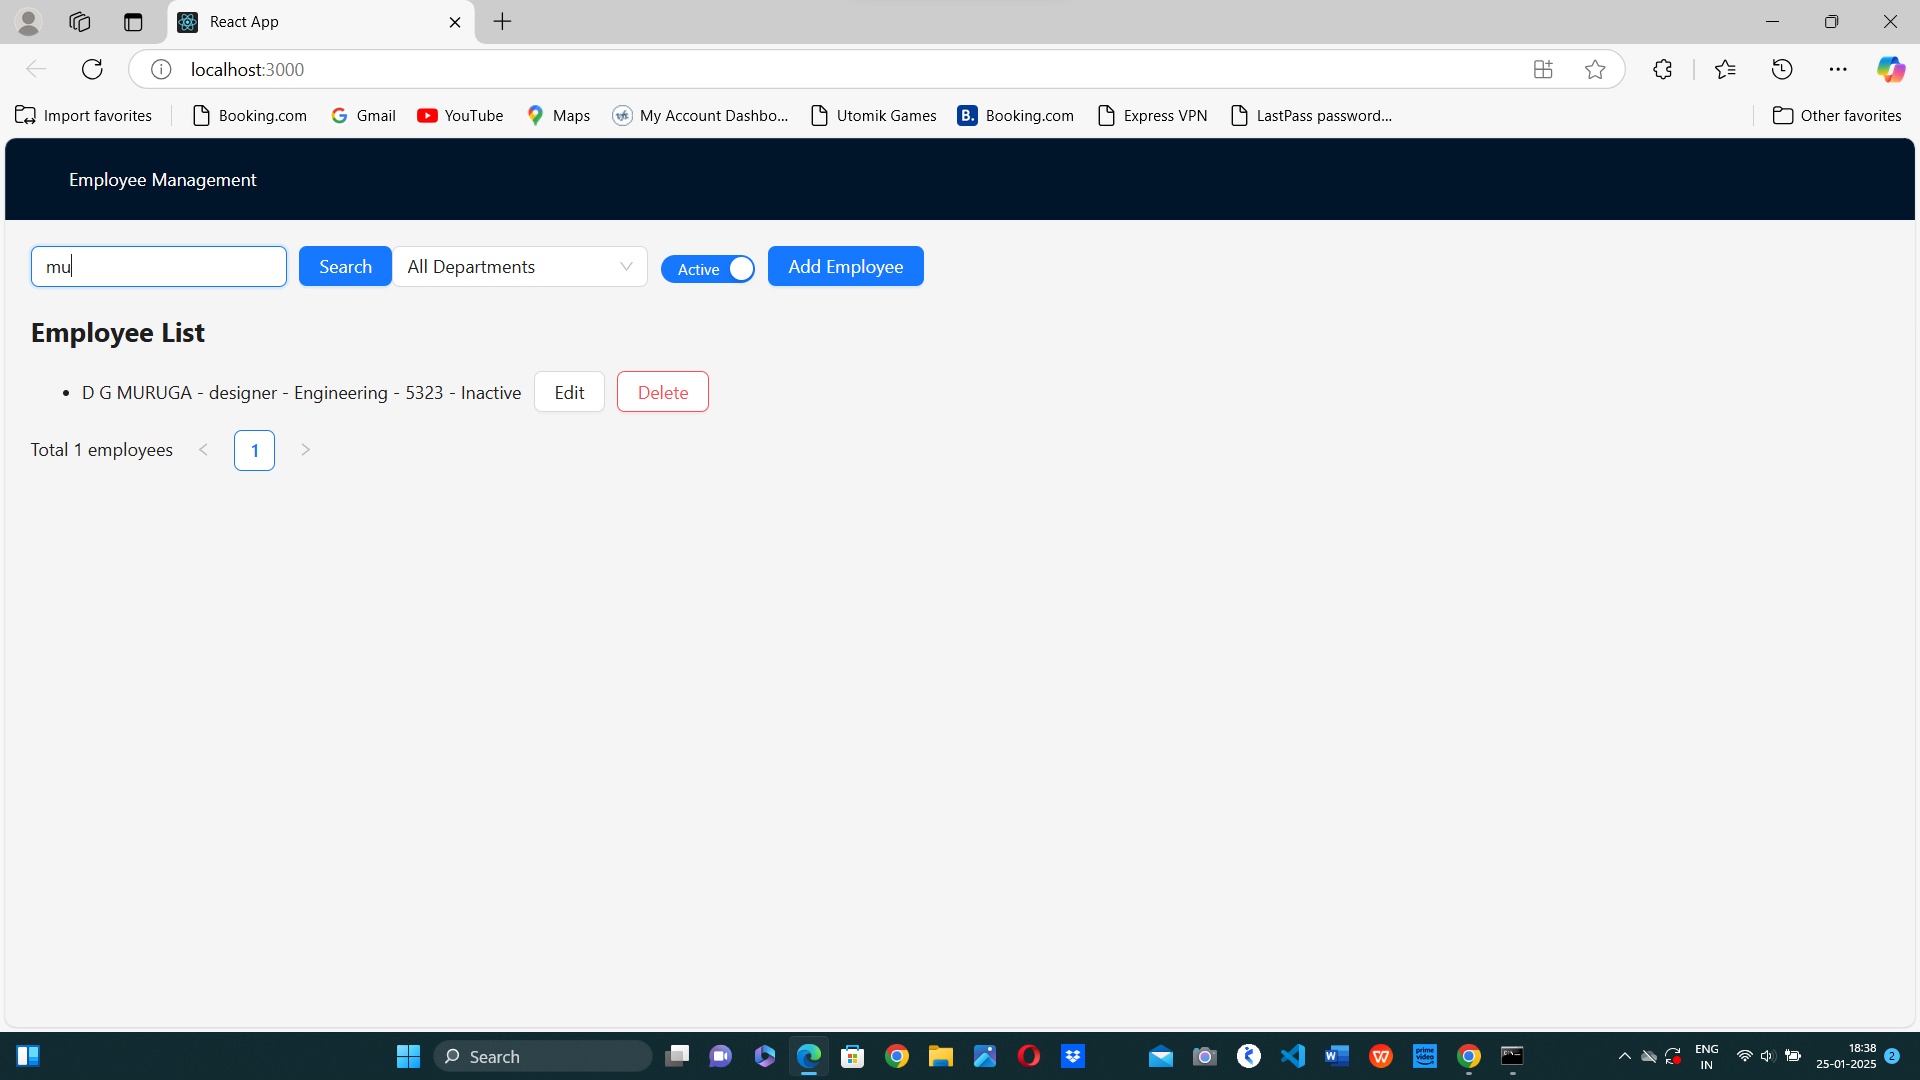 React App
localhost:3000
Import favorites
Booking.com
Gmail
YouTube
Maps
My Account Dashbo...
Utomik Games
B. Booking.com
Express VPN
LastPass password...
Other favorites
Employee Management
mu
Search
All Departments
Active
Add Employee
Employee List
• D G MURUGA - designer - Engineering - 5323 - Inactive
Edit
Delete
Total 1 employees
< 1 >
Search
prime video
ENG
IN
18:38
25-01-2025
2